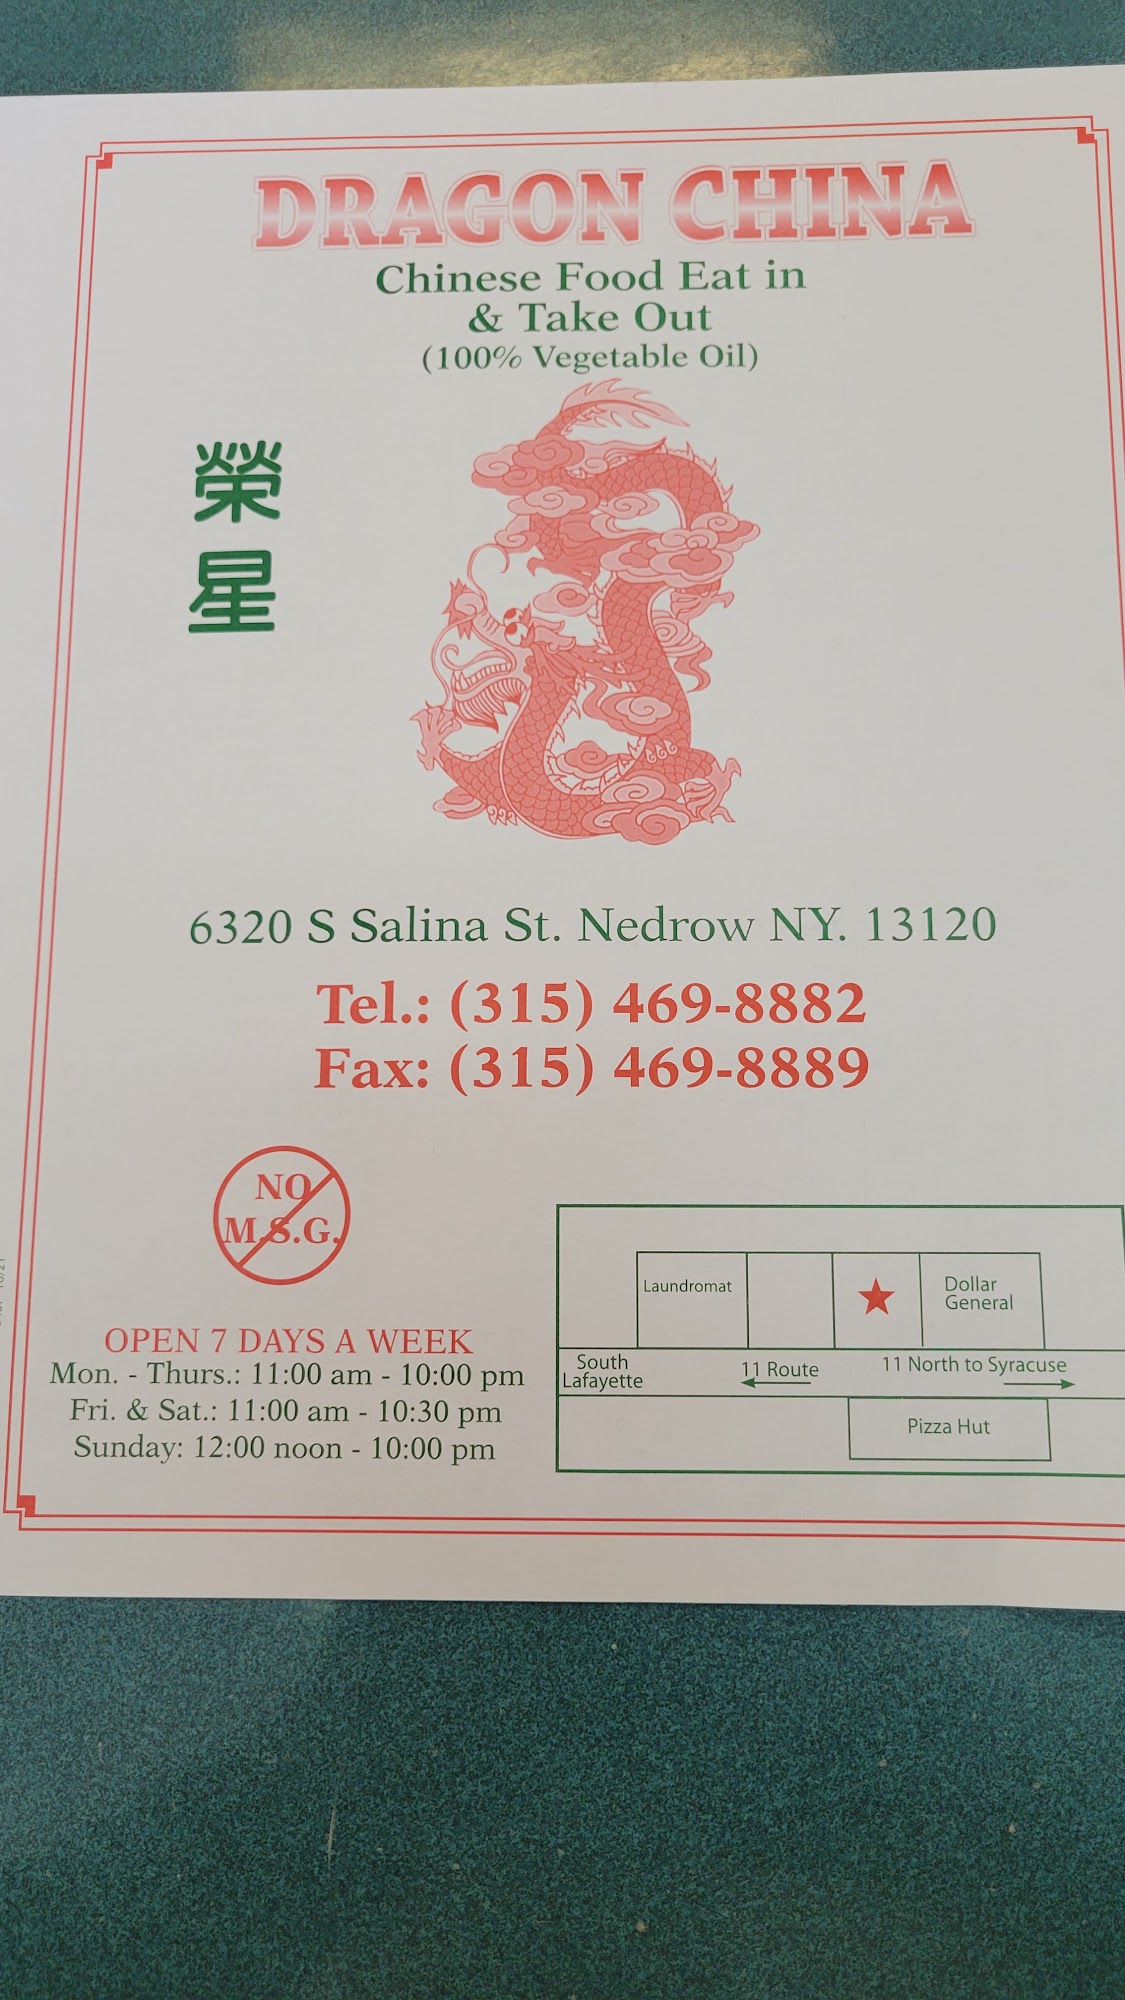 DRAGON CHINA
Chinese Food Eat in
& Take Out
(100% Vegetable Oil)
榮
星
6320 S Salina St. Nedrow NY. 13120
Tel.: (315) 469-8882
Fax: (315) 469-8889
NO
M.S.G.
OPEN 7 DAYS A WEEK
Mon. - Thurs.: 11:00 am - 10:00 pm
Fri. & Sat.: 11:00 am - 10:30 pm
Sunday: 12:00 noon - 10:00 pm
Laundromat
Dollar
General
South
Lafayette
11 Route
11 North to Syracuse
Pizza Hut